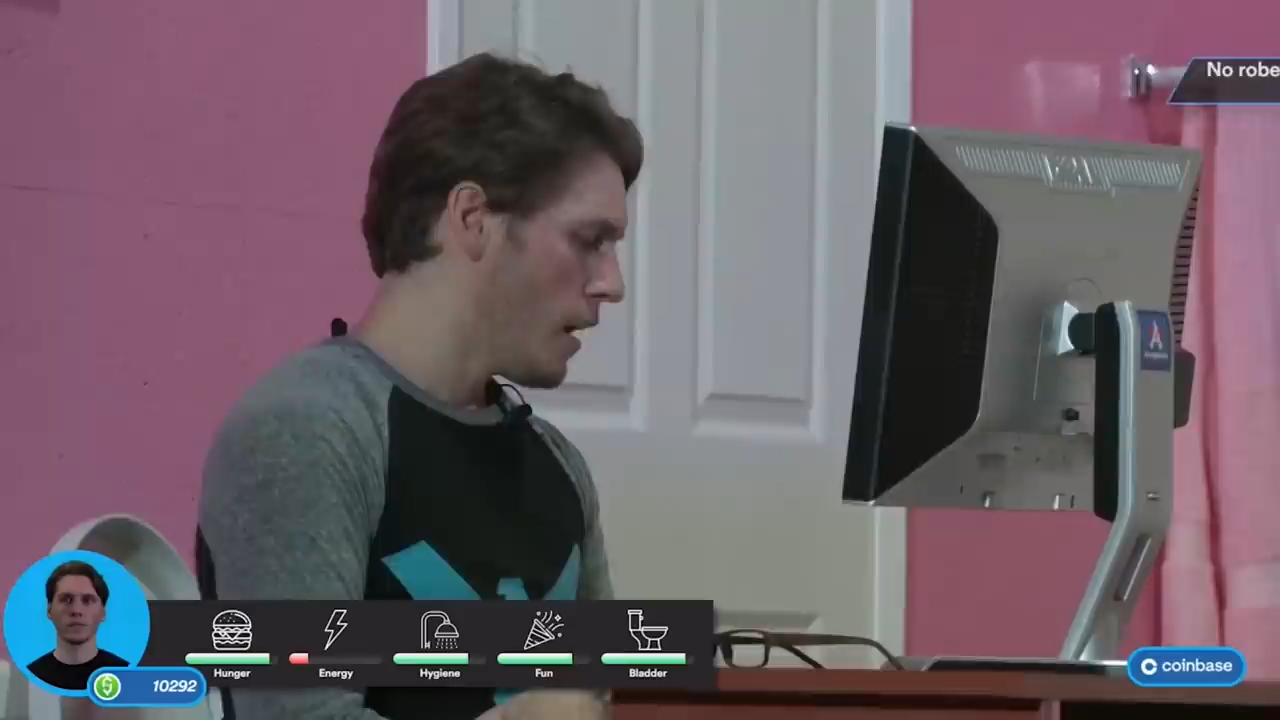 No robe
Hunger
Energy
Hygiene
Fun
Bladder
10292
coinbase